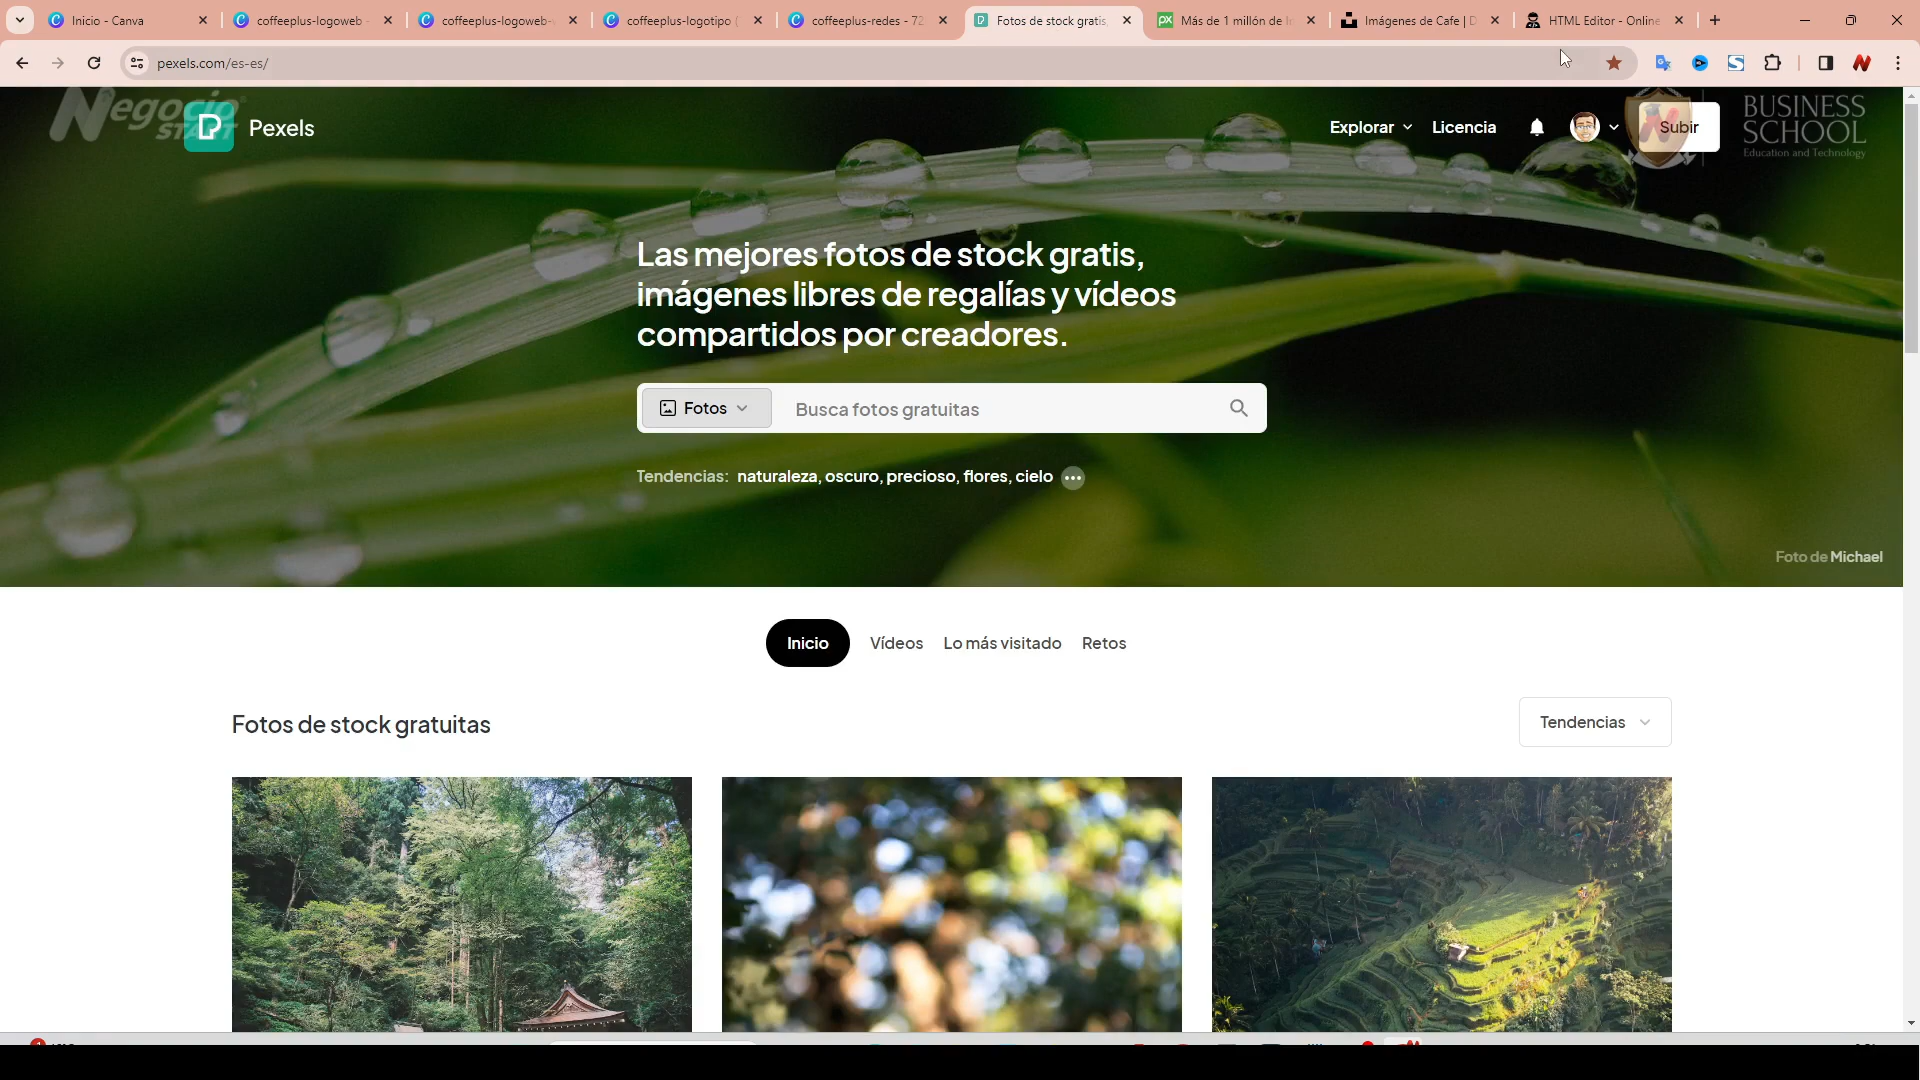 Inicio - Canva
coffeeplus-logoweb -
coffeeplus-logoweb-
coffeeplus-logotipo (
coffeeplus-redes - 72
Fotos de stock gratis,
Más de 1 millón de
Imágenes de Cafe | D
HTML Editor - Online
pexels.com/es-es/
Negocio
START
Pexels
Explorar
Licencia
Subir
BUSINESS
SCHOOL
Education and Technology
Las mejores fotos de stock gratis,
imágenes libres de regalías y vídeos
compartidos por creadores.
Fotos
Busca fotos gratuitas
Tendencias: naturaleza, oscuro, precioso, flores, cielo
Foto de Michael
Inicio
Vídeos
Lo más visitado
Retos
Fotos de stock gratuitas
Tendencias